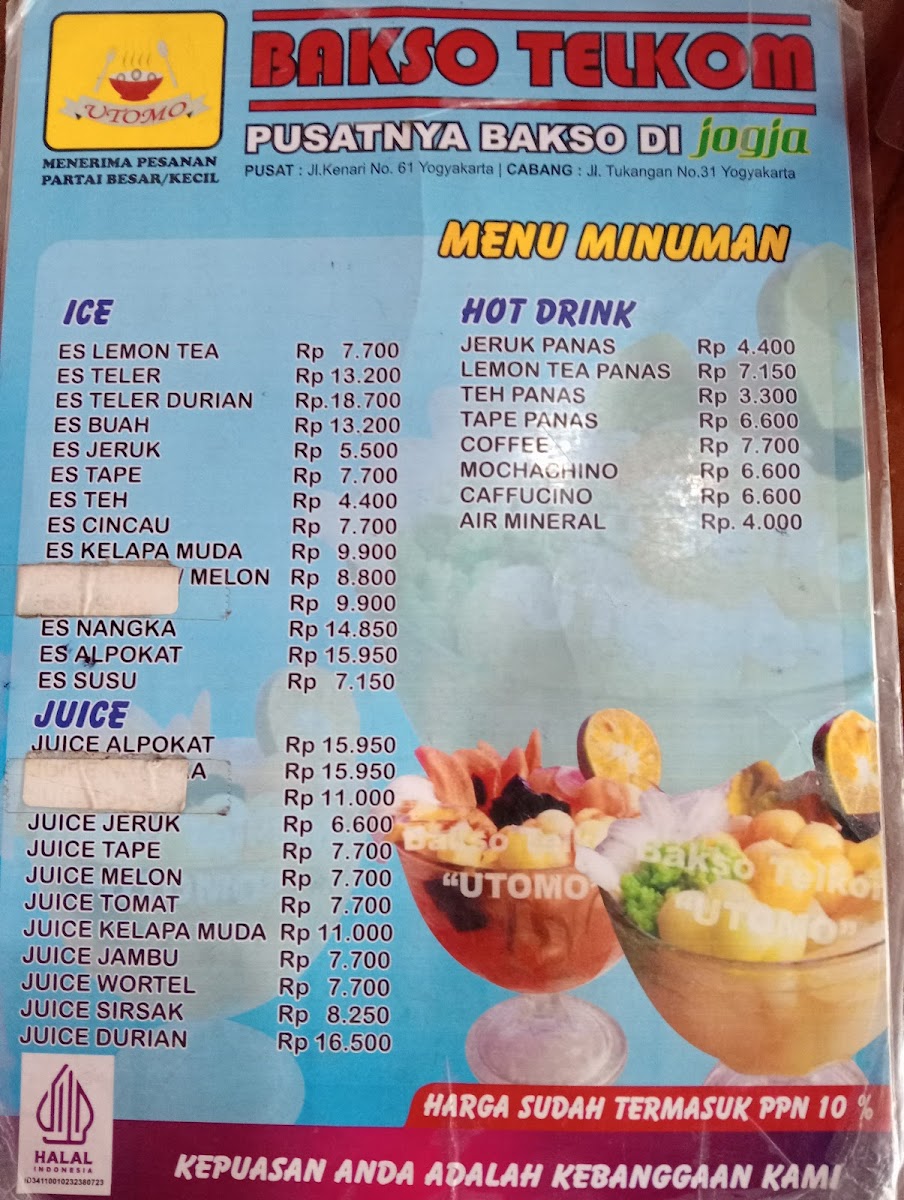 UTOMO
MENERIMA PESANAN
PARTAI BESAR/KECIL
BAKSO TELKOM
PUSATNYA BAKSO DI jogja
PUSAT : Jl.Kenari No. 61 Yogyakarta | CABANG : Jl. Tukangan No.31 Yogyakarta
MENU MINUMAN
ICE
ES LEMON TEA Rp 7.700
ES TELER Rp 13.200
ES TELER DURIAN Rp.18.700
ES BUAH Rp 13.200
ES JERUK Rp 5.500
ES TAPE Rp 7.700
ES TEH Rp 4.400
ES CINCAU Rp 7.700
ES KELAPA MUDA Rp 9.900
/ MELON Rp 8.800
Rp 9.900
ES NANGKA Rp 14.850
ES ALPOKAT Rp 15.950
ES SUSU Rp 7.150
JUICE
JUICE ALPOKAT Rp 15.950
Rp 15.950
Rp 11.000
JUICE JERUK Rp 6.600
JUICE TAPE Rp 7.700
JUICE MELON Rp 7.700
JUICE TOMAT Rp 7.700
JUICE KELAPA MUDA Rp 11.000
JUICE JAMBU Rp 7.700
JUICE WORTEL Rp 7.700
JUICE SIRSAK Rp 8.250
JUICE DURIAN Rp 16.500
HOT DRINK
JERUK PANAS Rp 4.400
LEMON TEA PANAS Rp 7.150
TEH PANAS Rp 3.300
TAPE PANAS Rp 6.600
COFFEE Rp 7.700
MOCHACHINO Rp 6.600
CAFFUCINO Rp 6.600
AIR MINERAL Rp. 4.000
Bakso Tel
"UTOMO"
Bakso Telkom
"UTOMO"
HARGA SUDAH TERMASUK PPN 10 %
HALAL
INDONESIA
ID34110010232380723
KEPUASAN ANDA ADALAH KEBANGGAAN KAMI